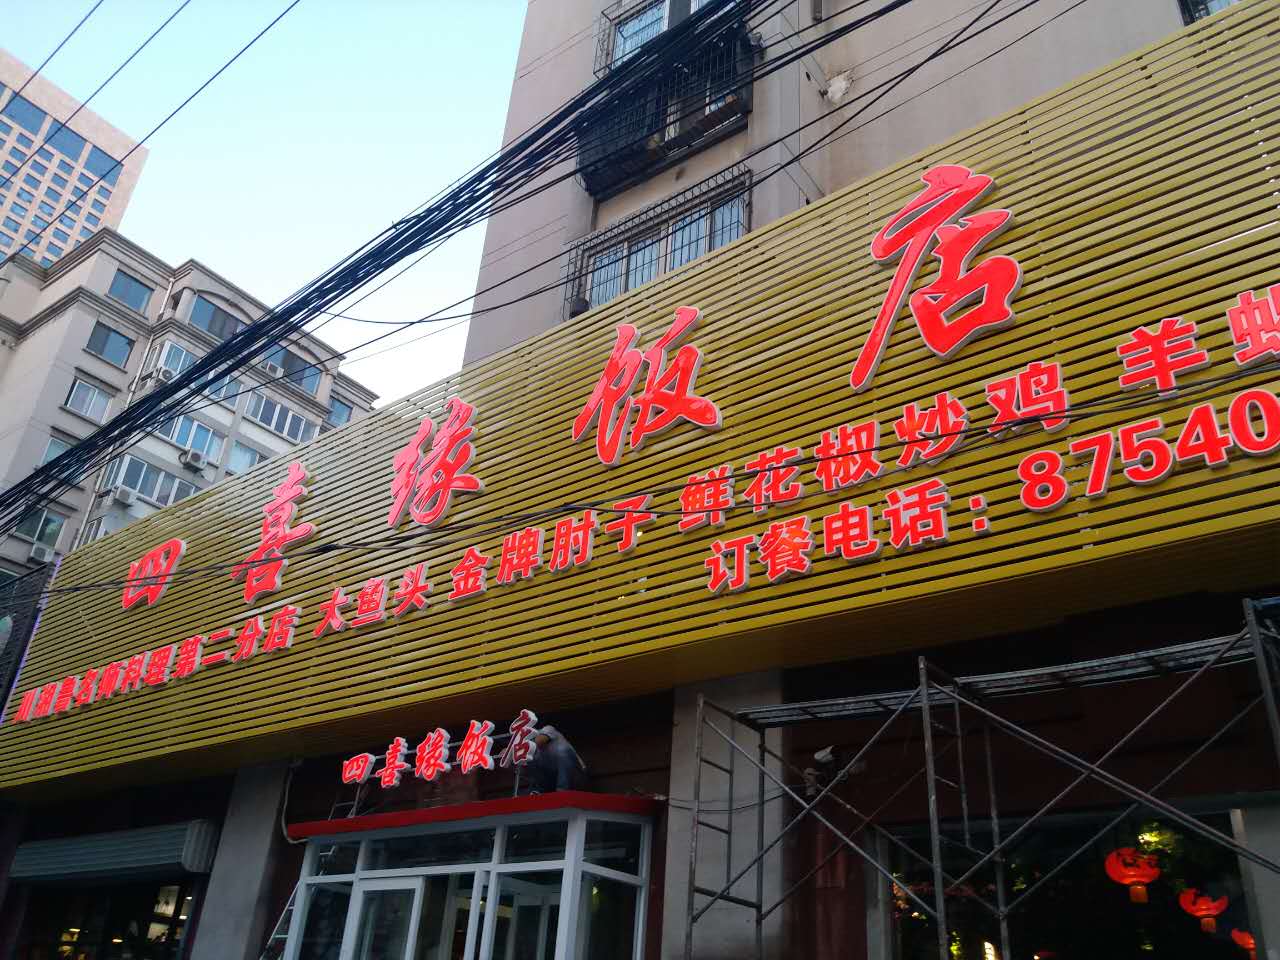 四喜缘饭店
川湘鲁名师料理第二分店 大鱼头 金牌肘子 鲜花椒炒鸡 羊蝎
订餐电话：87540
四喜缘饭店